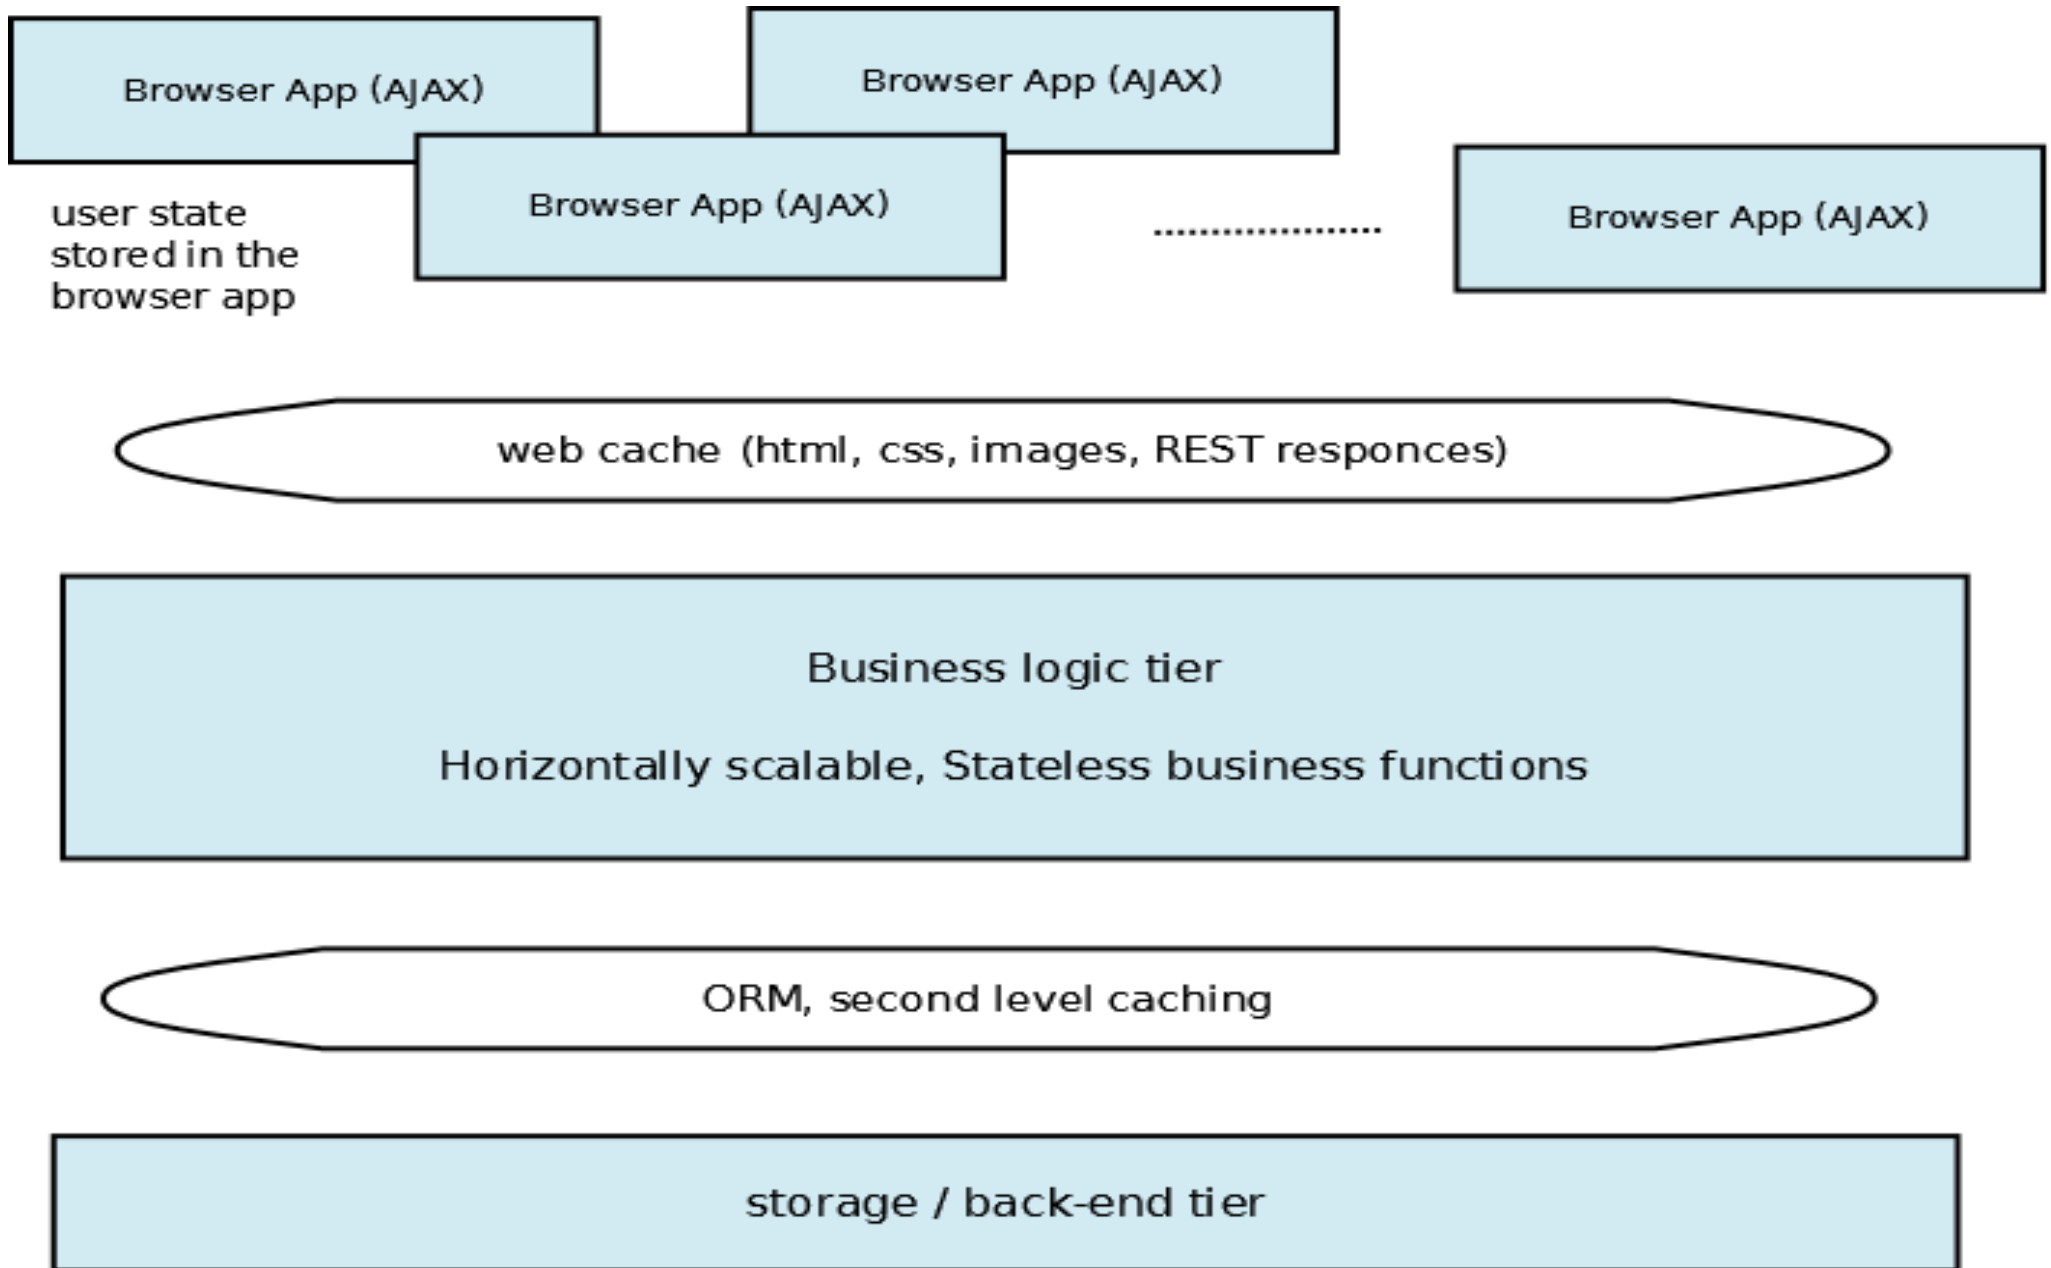 Browser App (AJAX)
Browser App (AJAX)
Browser App (AJAX)
Browser App (AJAX)
user state
stored in the
browser app
web cache (html, css, images, REST responces)
Business logic tier
Horizontally scalable, Stateless business functions
ORM, second level caching
storage / back-end tier